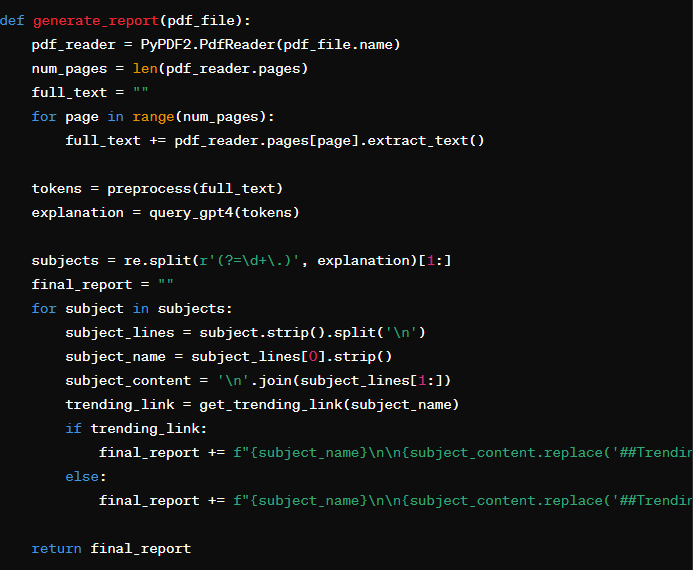 def generate_report(pdf_file):
    pdf_reader = PyPDF2.PdfReader(pdf_file.name)
    num_pages = len(pdf_reader.pages)
    full_text = ""
    for page in range(num_pages):
        full_text += pdf_reader.pages[page].extract_text()

    tokens = preprocess(full_text)
    explanation = query_gpt4(tokens)

    subjects = re.split(r'(?=\d+\.)', explanation)[1:]
    final_report = ""
    for subject in subjects:
        subject_lines = subject.strip().split('\n')
        subject_name = subject_lines[0].strip()
        subject_content = '\n'.join(subject_lines[1:])
        trending_link = get_trending_link(subject_name)
        if trending_link:
            final_report += f"{subject_name}\n\n{subject_content.replace('##Trendin
        else:
            final_report += f"{subject_name}\n\n{subject_content.replace('##Trendin

    return final_report